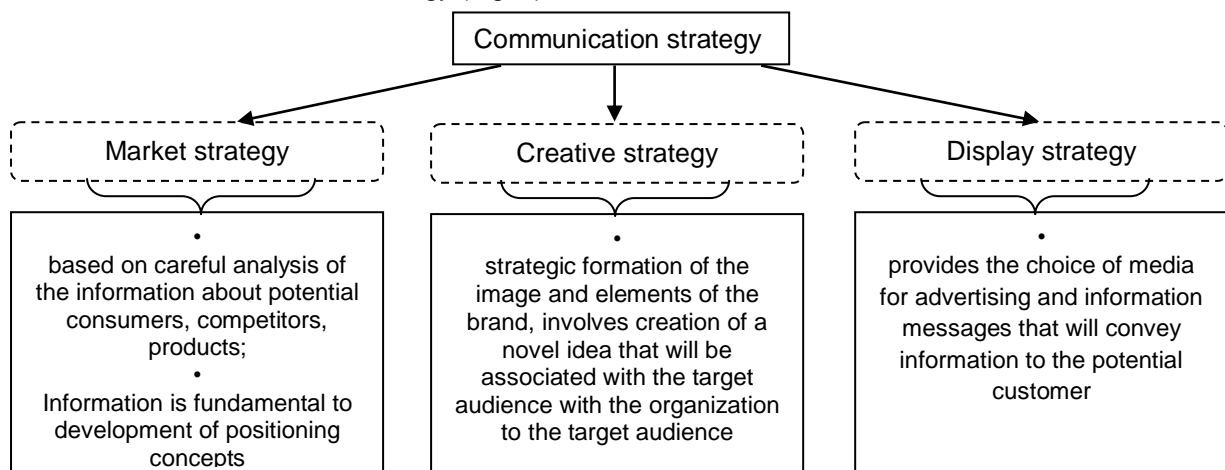 Communication strategy
Market strategy
Creative strategy
Display strategy
•
based on careful analysis of
the information about potential
consumers, competitors,
products;
•
Information is fundamental to
development of positioning
concepts
•
strategic formation of the
image and elements of the
brand, involves creation of a
novel idea that will be
associated with the target
audience with the organization
to the target audience
•
provides the choice of media
for advertising and information
messages that will convey
information to the potential
customer